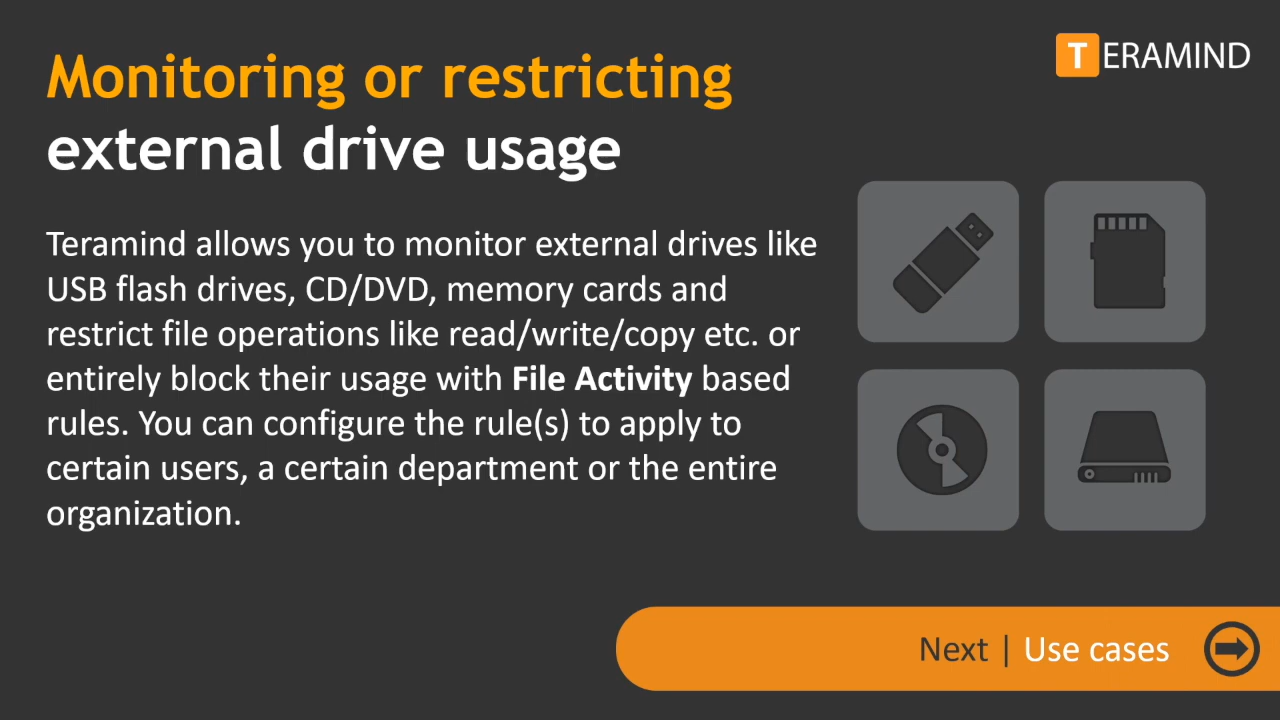 Monitoring or restricting
external drive usage
TERAMIND
Teramind allows you to monitor external drives like
USB flash drives, CD/DVD, memory cards and
restrict file operations like read/write/copy etc. or
entirely block their usage with File Activity based
rules. You can configure the rule(s) to apply to
certain users, a certain department or the entire
organization.
Next | Use cases